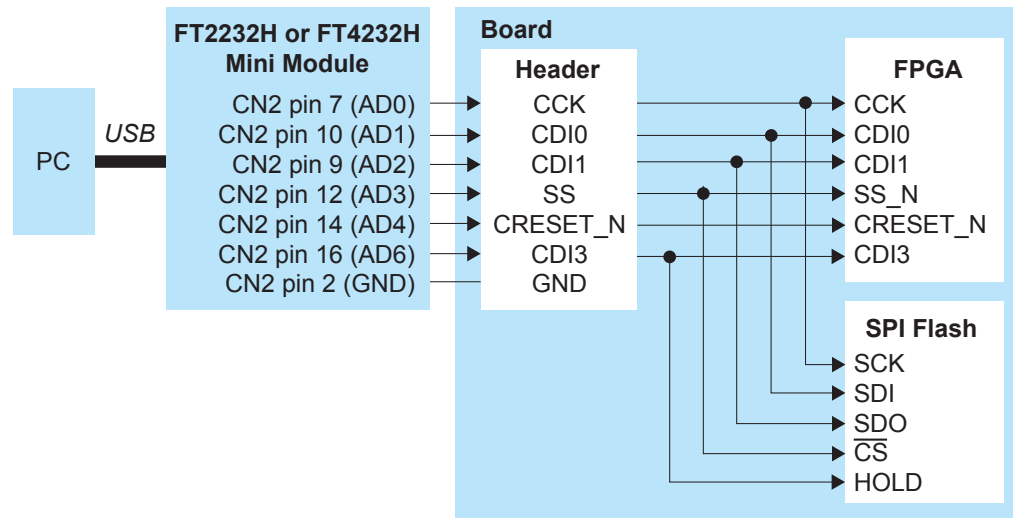 PC
USB
FT2232H or FT4232H
Mini Module
CN2 pin 7 (AD0)
CN2 pin 10 (AD1)
CN2 pin 9 (AD2)
CN2 pin 12 (AD3)
CN2 pin 14 (AD4)
CN2 pin 16 (AD6)
CN2 pin 2 (GND)
Board
Header
CCK
CDI0
CDI1
SS
CRESET_N
CDI3
GND
FPGA
CCK
CDI0
CDI1
SS_N
CRESET_N
CDI3
SPI Flash
SCK
SDI
SDO
CS
HOLD